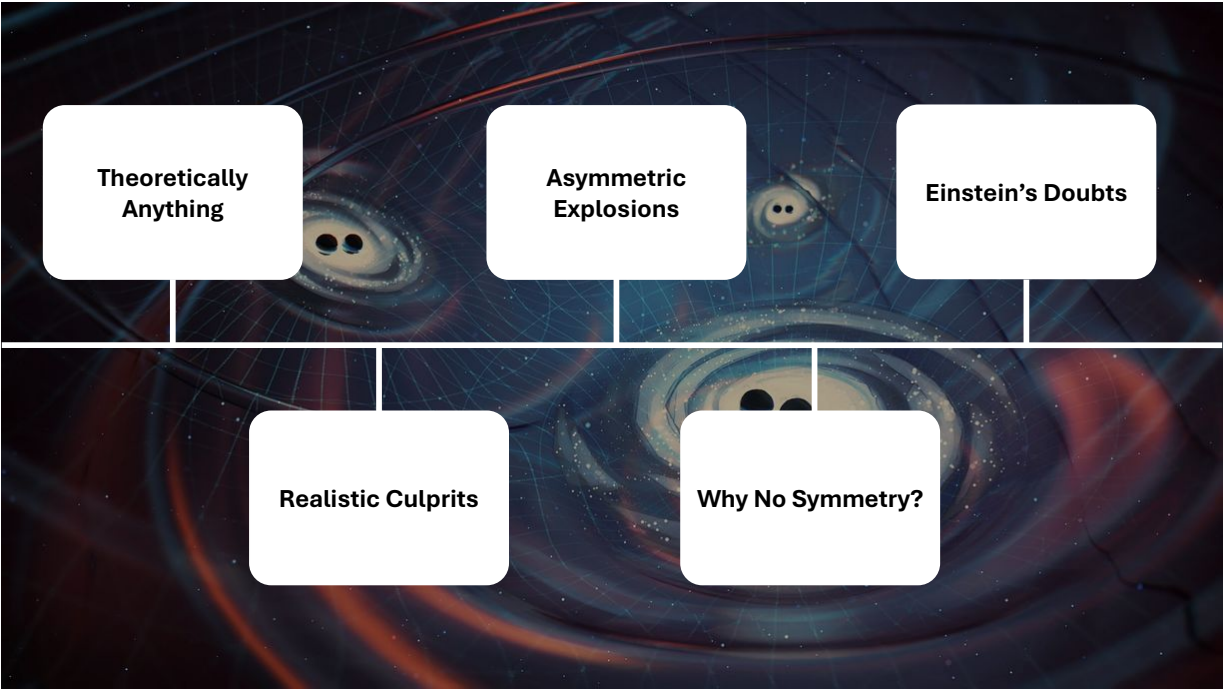 Theoretically
Anything
Asymmetric
Explosions
Einstein’s Doubts
Realistic Culprits
Why No Symmetry?